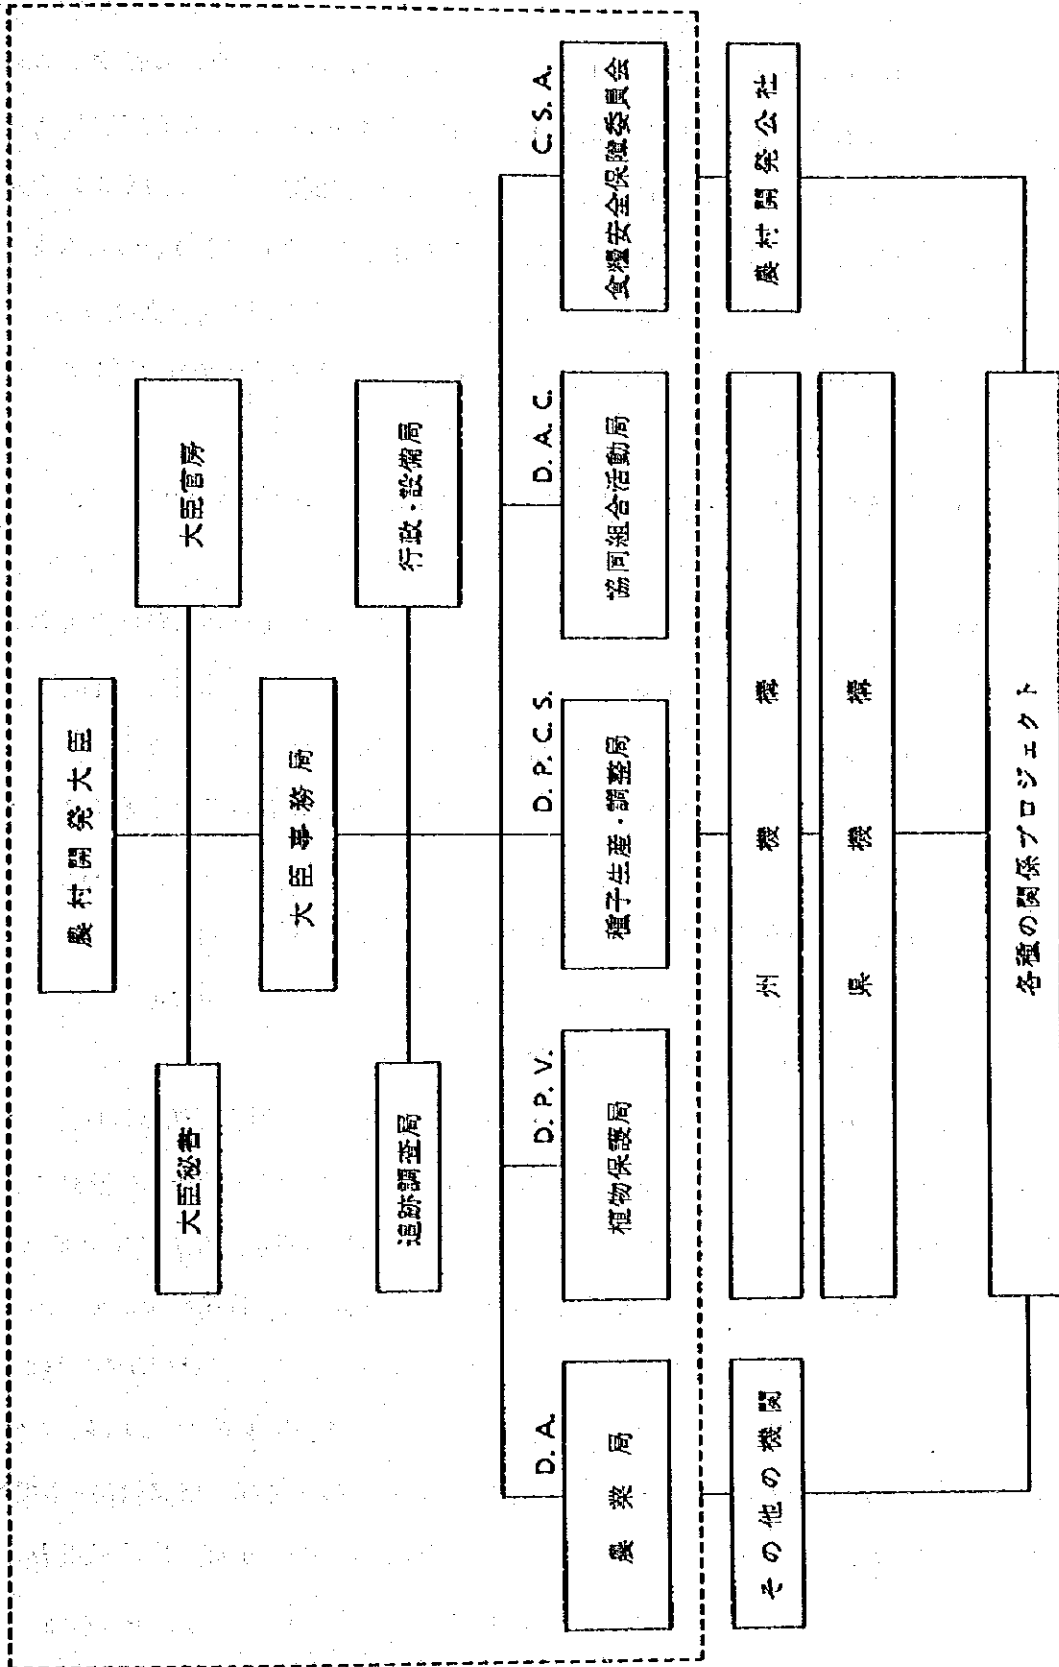 農村開発大臣
大臣秘書
大臣官房
大臣事務局
追跡調査局
行政・設備局
D. A.
D. P. V.
D. P. C. S.
D. A. C.
C. S. A.
農業局
植物保護局
種子生産・調整局
協同組合活動局
食糧安全保障委員会
その他の機関
州機構
農村開発公社
県機構
各種の関係プロジェクト